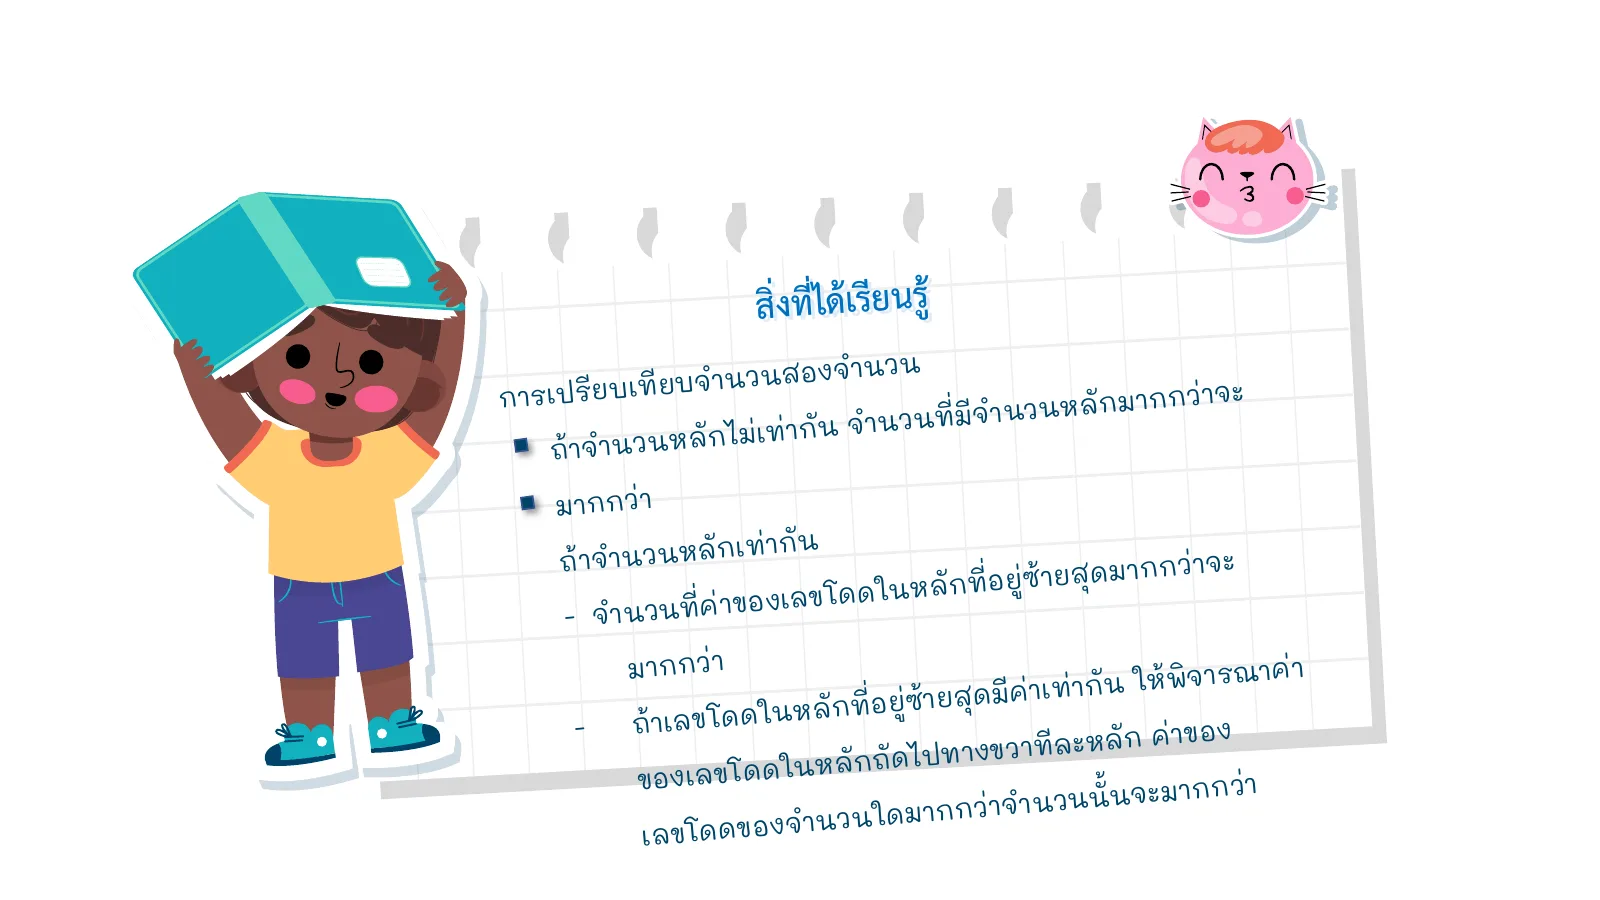 สิ่งที่ได้เรียนรู้
การเปรียบเทียบจำนวนสองจำนวน
▪ ถ้าจำนวนหลักไม่เท่ากัน จำนวนที่มีจำนวนหลักมากกว่าจะ
▪ มากกว่า
ถ้าจำนวนหลักเท่ากัน
- จำนวนที่ค่าของเลขโดดในหลักที่อยู่ซ้ายสุดมากกว่าจะ
มากกว่า
- ถ้าเลขโดดในหลักที่อยู่ซ้ายสุดมีค่าเท่ากัน ให้พิจารณาค่า
ของเลขโดดในหลักถัดไปทางขวาทีละหลัก ค่าของ
เลขโดดของจำนวนใดมากกว่าจำนวนนั้นจะมากกว่า